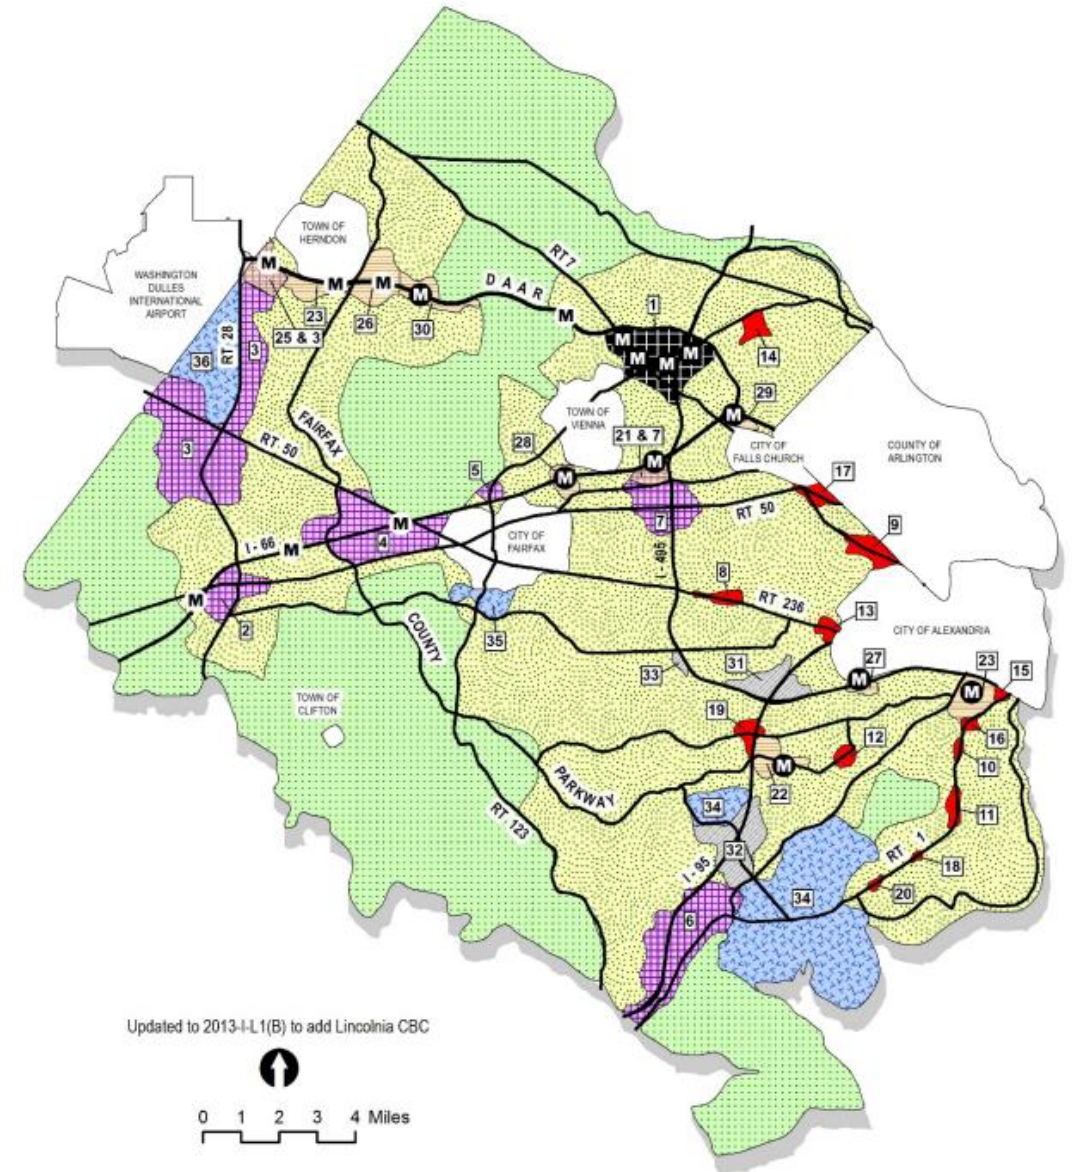 TOWN OF
HERNDON
WASHINGTON
DULLES
INTERNATIONAL
AIRPORT
RT 7
DAAR
M
M
M
M
M
25 & 3
23
26
30
1
M
M
M
M
14
36
RT 28
3
3
RT 50
FAIRFAX
29
M
TOWN OF
VIENNA
21 & 7
28
M
M
CITY OF
FALLS CHURCH
COUNTY OF
ARLINGTON
5
17
7
RT 50
9
M
4
I - 66
M
CITY OF
FAIRFAX
I - 495
M
2
8
RT 236
13
CITY OF ALEXANDRIA
35
COUNTY
33
31
27
M
23
M
15
TOWN OF
CLIFTON
19
12
16
M
22
10
PARKWAY
RT. 123
34
11
32
RT 1
18
I - 95
34
20
6
Updated to 2013-I-L1(B) to add Lincolnia CBC
0 1 2 3 4 Miles